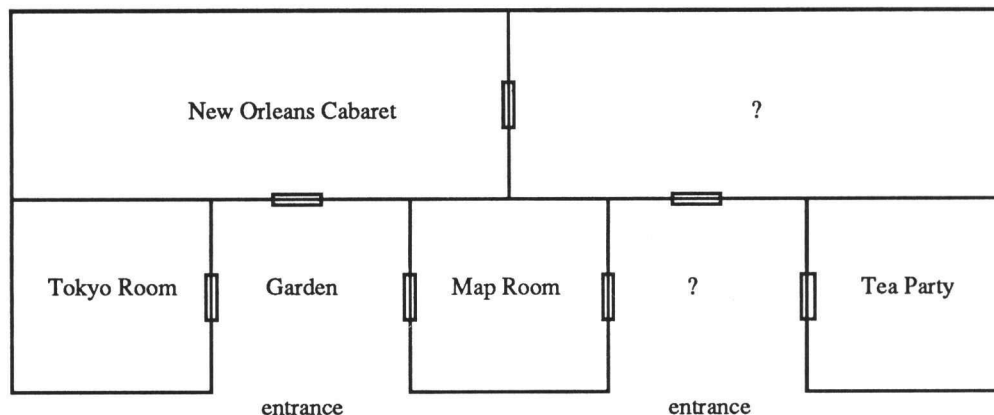 New Orleans Cabaret ?
Tokyo Room Garden Map Room ? Tea Party
entrance entrance